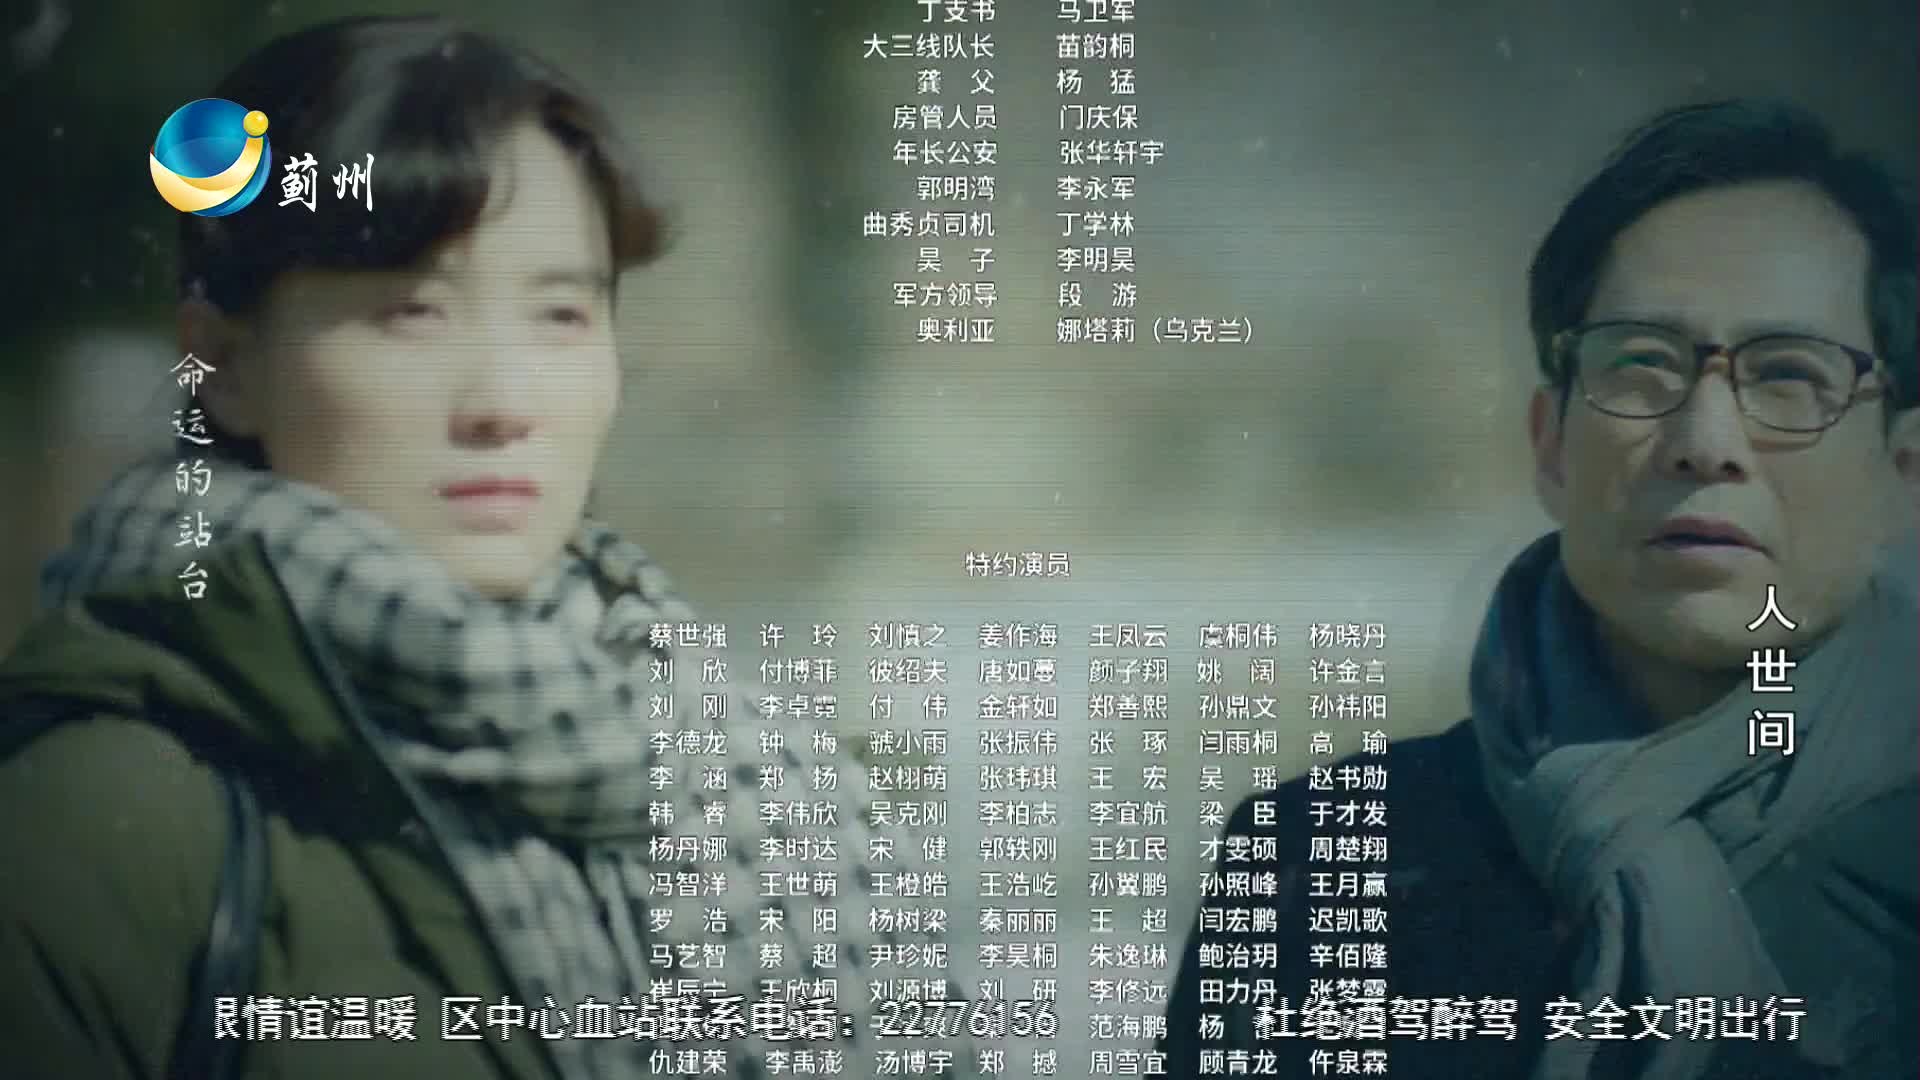 丁支书 马卫军
大三线队长 苗韵桐
龚 父 杨 猛
房管人员 门庆保
年长公安 张华轩宇
郭明湾 李永军
曲秀贞司机 丁学林
昊 子 李明昊
军方领导 段 游
奥利亚 娜塔莉（乌克兰）
蓟州
命运的站台
特约演员
人世间
蔡世强 许 玲 刘慎之 姜作海 王凤云 虞桐伟 杨晓丹
刘 欣 付博菲 彼绍夫 唐如蔓 颜子翔 姚 阔 许金言
刘 刚 李卓霓 付 伟 金轩如 郑善熙 孙鼎文 孙祎阳
李德龙 钟 梅 虢小雨 张振伟 张 琢 闫雨桐 高 瑜
李 涵 郑 扬 赵栩萌 张玮琪 王 宏 吴 瑶 赵书勋
韩 睿 李伟欣 吴克刚 李柏志 李宜航 梁 臣 于才发
杨丹娜 李时达 宋 健 郭轶刚 王红民 才雯硕 周楚翔
冯智洋 王世萌 王橙皓 王浩屹 孙翼鹏 孙照峰 王月赢
罗 浩 宋 阳 杨树梁 秦丽丽 王 超 闫宏鹏 迟凯歌
马艺智 蔡 超 尹珍妮 李昊桐 朱逸琳 鲍治玥 辛佰隆
崔辰宁 王欣桐 刘源博 刘 研 李修远 田力丹 张梦露
范海鹏 杨
情谊温暖 区中心血站联系电话：22776156 杜绝酒驾醉驾 安全文明出行
仇建荣 李禹澎 汤博宇 郑 撼 周雪宜 顾青龙 仵泉霖